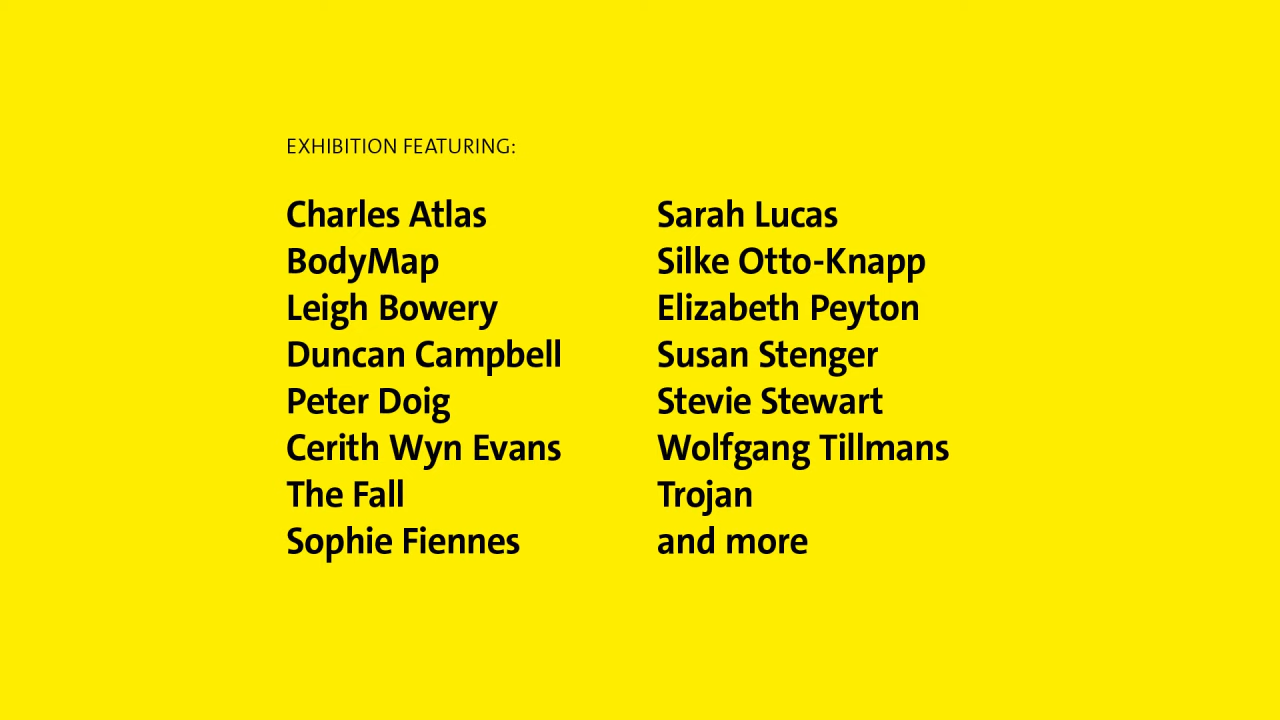 EXHIBITION FEATURING:
Charles Atlas
BodyMap
Leigh Bowery
Duncan Campbell
Peter Doig
Cerith Wyn Evans
The Fall
Sophie Fiennes
Sarah Lucas
Silke Otto-Knapp
Elizabeth Peyton
Susan Stenger
Stevie Stewart
Wolfgang Tillmans
Trojan
and more